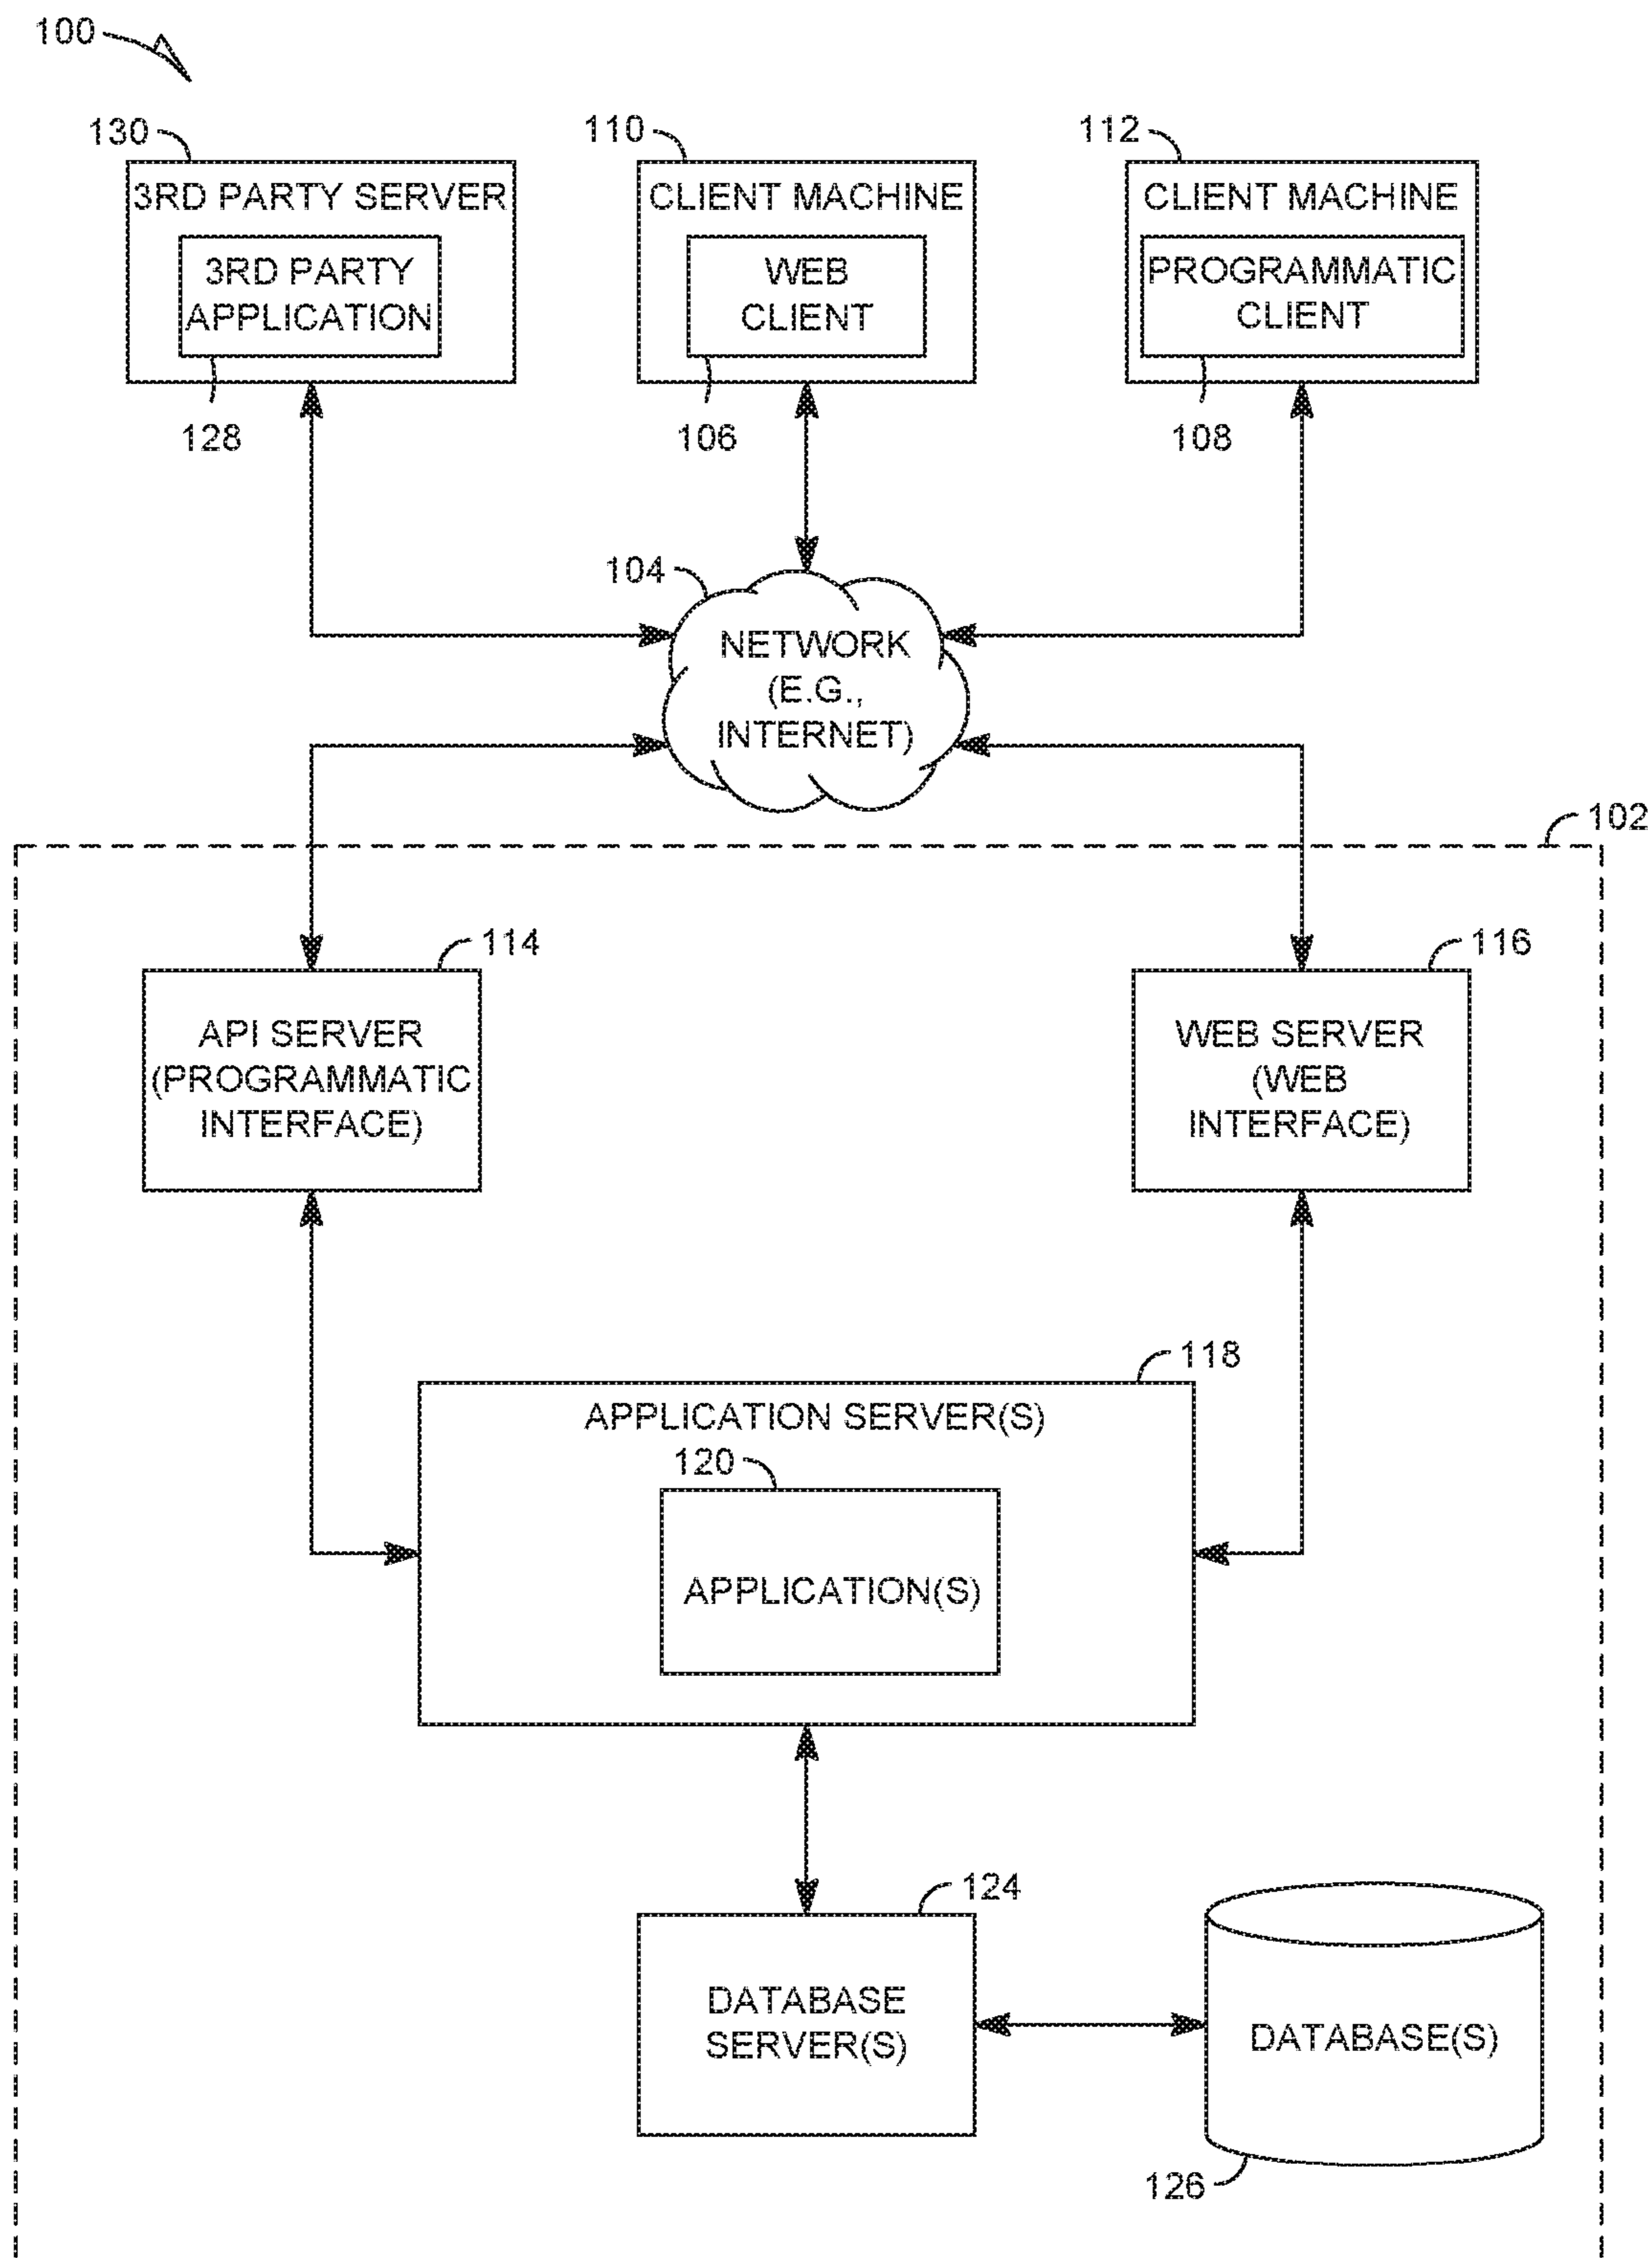 100
130
3RD PARTY SERVER
3RD PARTY
APPLICATION
128
110
CLIENT MACHINE
WEB
CLIENT
106
112
CLIENT MACHINE
PROGRAMMATIC
CLIENT
108
104
NETWORK
(E.G.,
INTERNET)
102
114
API SERVER
(PROGRAMMATIC
INTERFACE)
116
WEB SERVER
(WEB
INTERFACE)
118
APPLICATION SERVER(S)
120
APPLICATION(S)
124
DATABASE
SERVER(S)
DATABASE(S)
126